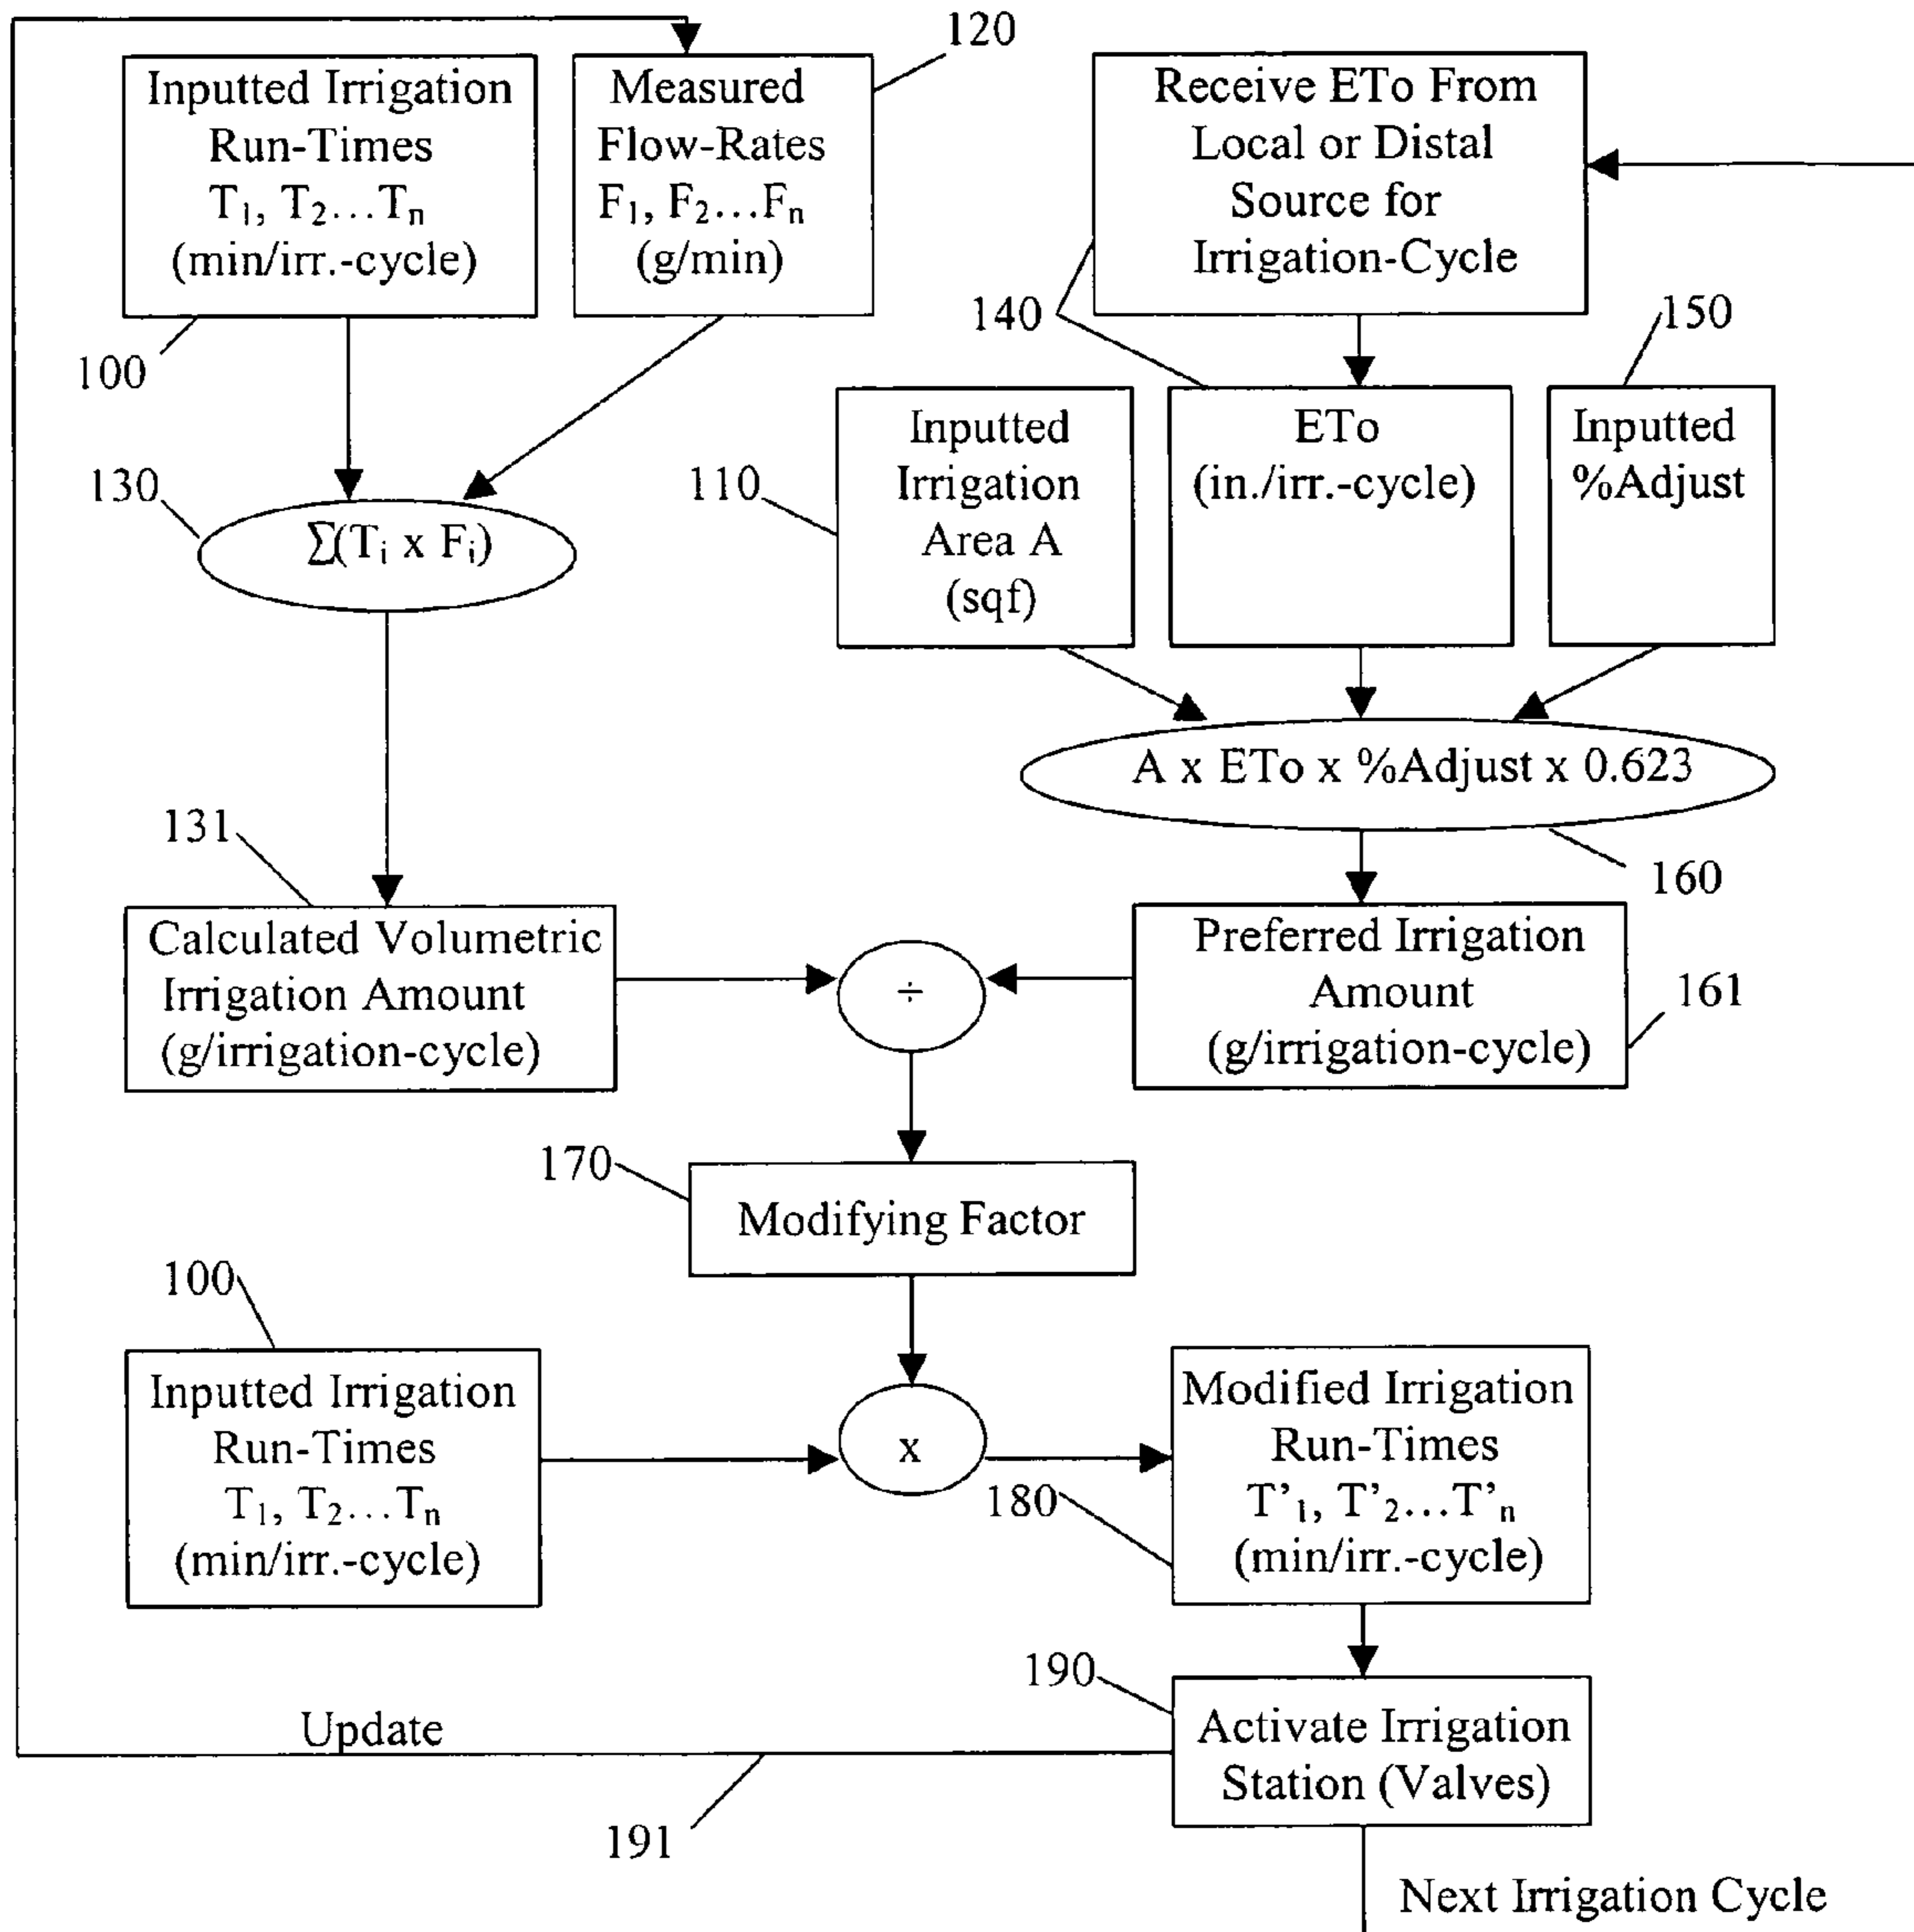 120
Inputted Irrigation
Run-Times
T₁, T₂...Tₙ
(min/irr.-cycle)
100
Measured
Flow-Rates
F₁, F₂...Fₙ
(g/min)
Receive ETo From
Local or Distal
Source for
Irrigation-Cycle
140
150
130
∑(Tᵢ x Fᵢ)
110
Inputted
Irrigation
Area A
(sqf)
ETo
(in./irr.-cycle)
Inputted
%Adjust
A x ETo x %Adjust x 0.623
160
131
Calculated Volumetric
Irrigation Amount
(g/irrigation-cycle)
÷
Preferred Irrigation
Amount
(g/irrigation-cycle)
161
170
Modifying Factor
100
Inputted Irrigation
Run-Times
T₁, T₂...Tₙ
(min/irr.-cycle)
x
180
Modified Irrigation
Run-Times
T’₁, T’₂...T’ₙ
(min/irr.-cycle)
190
Activate Irrigation
Station (Valves)
Update
191
Next Irrigation Cycle